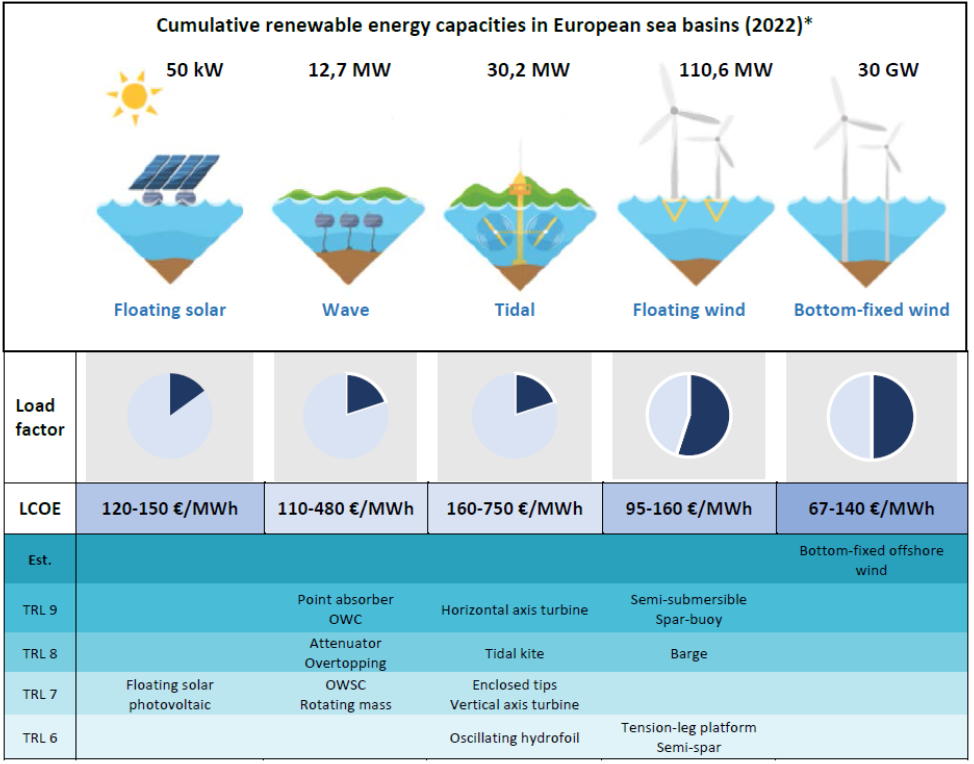 Cumulative renewable energy capacities in European sea basins (2022)*
50 kW
12,7 MW
30,2 MW
110,6 MW
30 GW
Floating solar
Wave
Tidal
Floating wind
Bottom-fixed wind
Load
factor
LCOE
120-150 €/MWh
110-480 €/MWh
160-750 €/MWh
95-160 €/MWh
67-140 €/MWh
Est.
Bottom-fixed offshore
wind
TRL 9
Point absorber
OWC
Horizontal axis turbine
Semi-submersible
Spar-buoy
TRL 8
Attenuator
Overtopping
Tidal kite
Barge
TRL 7
Floating solar
photovoltaic
OWSC
Rotating mass
Enclosed tips
Vertical axis turbine
TRL 6
Oscillating hydrofoil
Tension-leg platform
Semi-spar